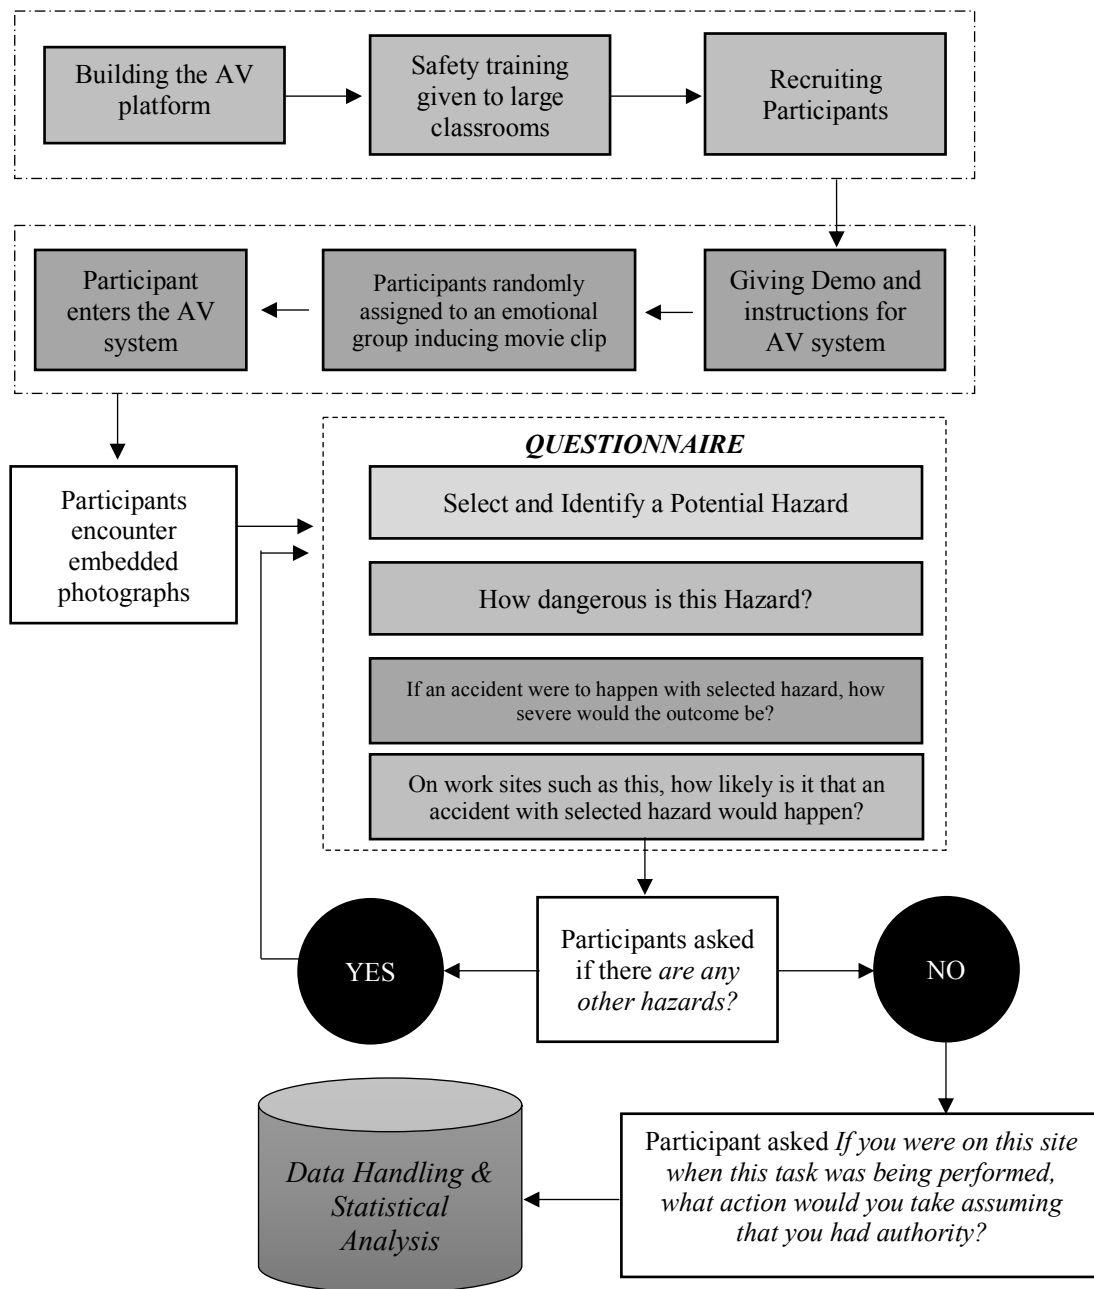 Building the AV
platform
Safety training
given to large
classrooms
Recruiting
Participants
Participant
enters the AV
system
Participants randomly
assigned to an emotional
group inducing movie clip
Giving Demo and
instructions for
AV system
Participants
encounter
embedded
photographs
QUESTIONNAIRE
Select and Identify a Potential Hazard
How dangerous is this Hazard?
If an accident were to happen with selected hazard, how
severe would the outcome be?
On work sites such as this, how likely is it that an
accident with selected hazard would happen?
YES
Participants asked
if there are any
other hazards?
NO
Data Handling &
Statistical
Analysis
Participant asked If you were on this site
when this task was being performed,
what action would you take assuming
that you had authority?